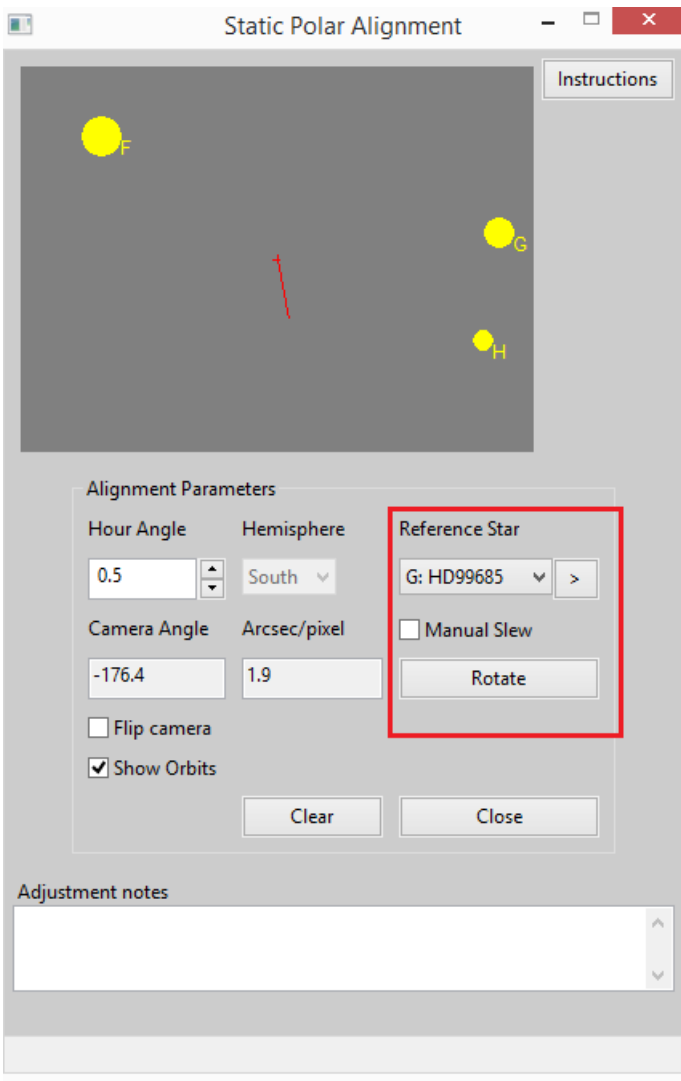 Static Polar Alignment
Instructions
F
G
H
Alignment Parameters
Hour Angle Hemisphere Reference Star
0.5 South G: HD99685 >
Camera Angle Arcsec/pixel Manual Slew
-176.4 1.9 Rotate
Flip camera
Show Orbits
Clear Close
Adjustment notes